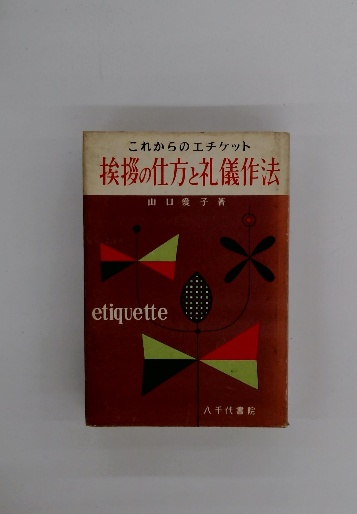 これからのエチケット
挨拶の仕方と礼儀作法
山口愛子著
etiquette
八千代書院